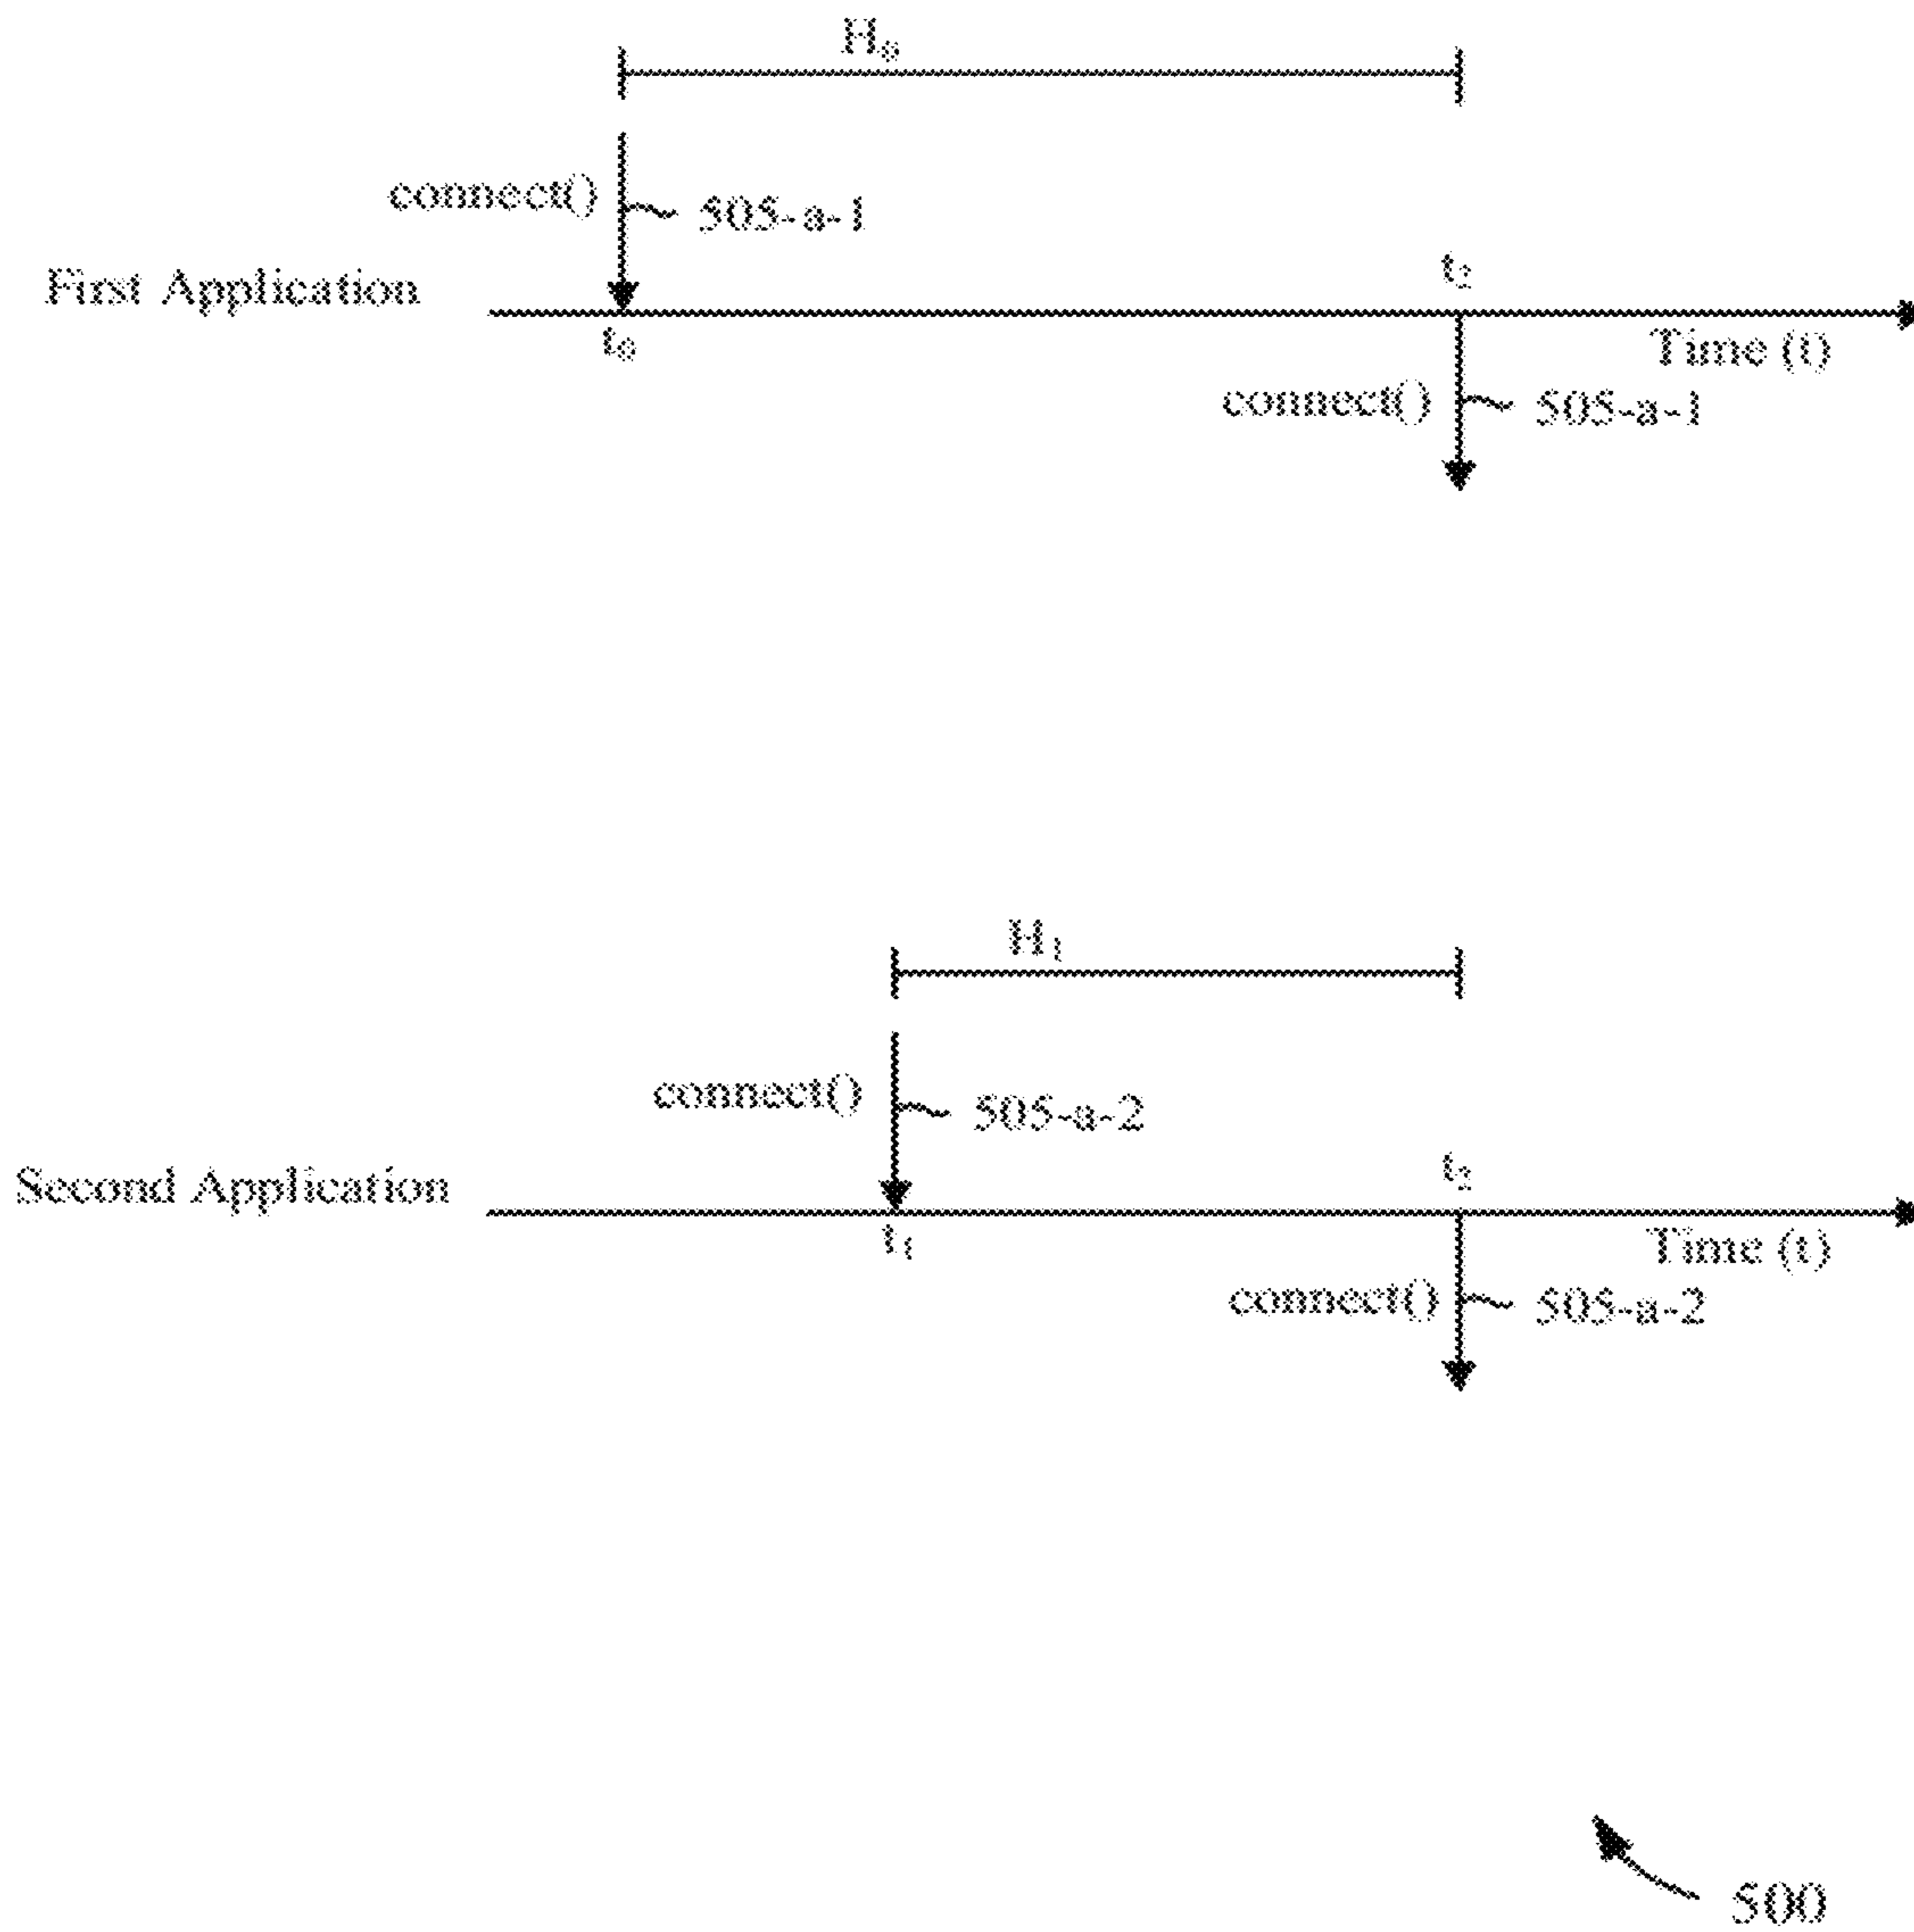 H₀
connect()
505-a-1
First Application
t₂
t₀
Time (t)
connect()
505-a-1
H₁
connect()
505-a-2
Second Application
t₂
t₁
Time (t)
connect()
505-a-2
500